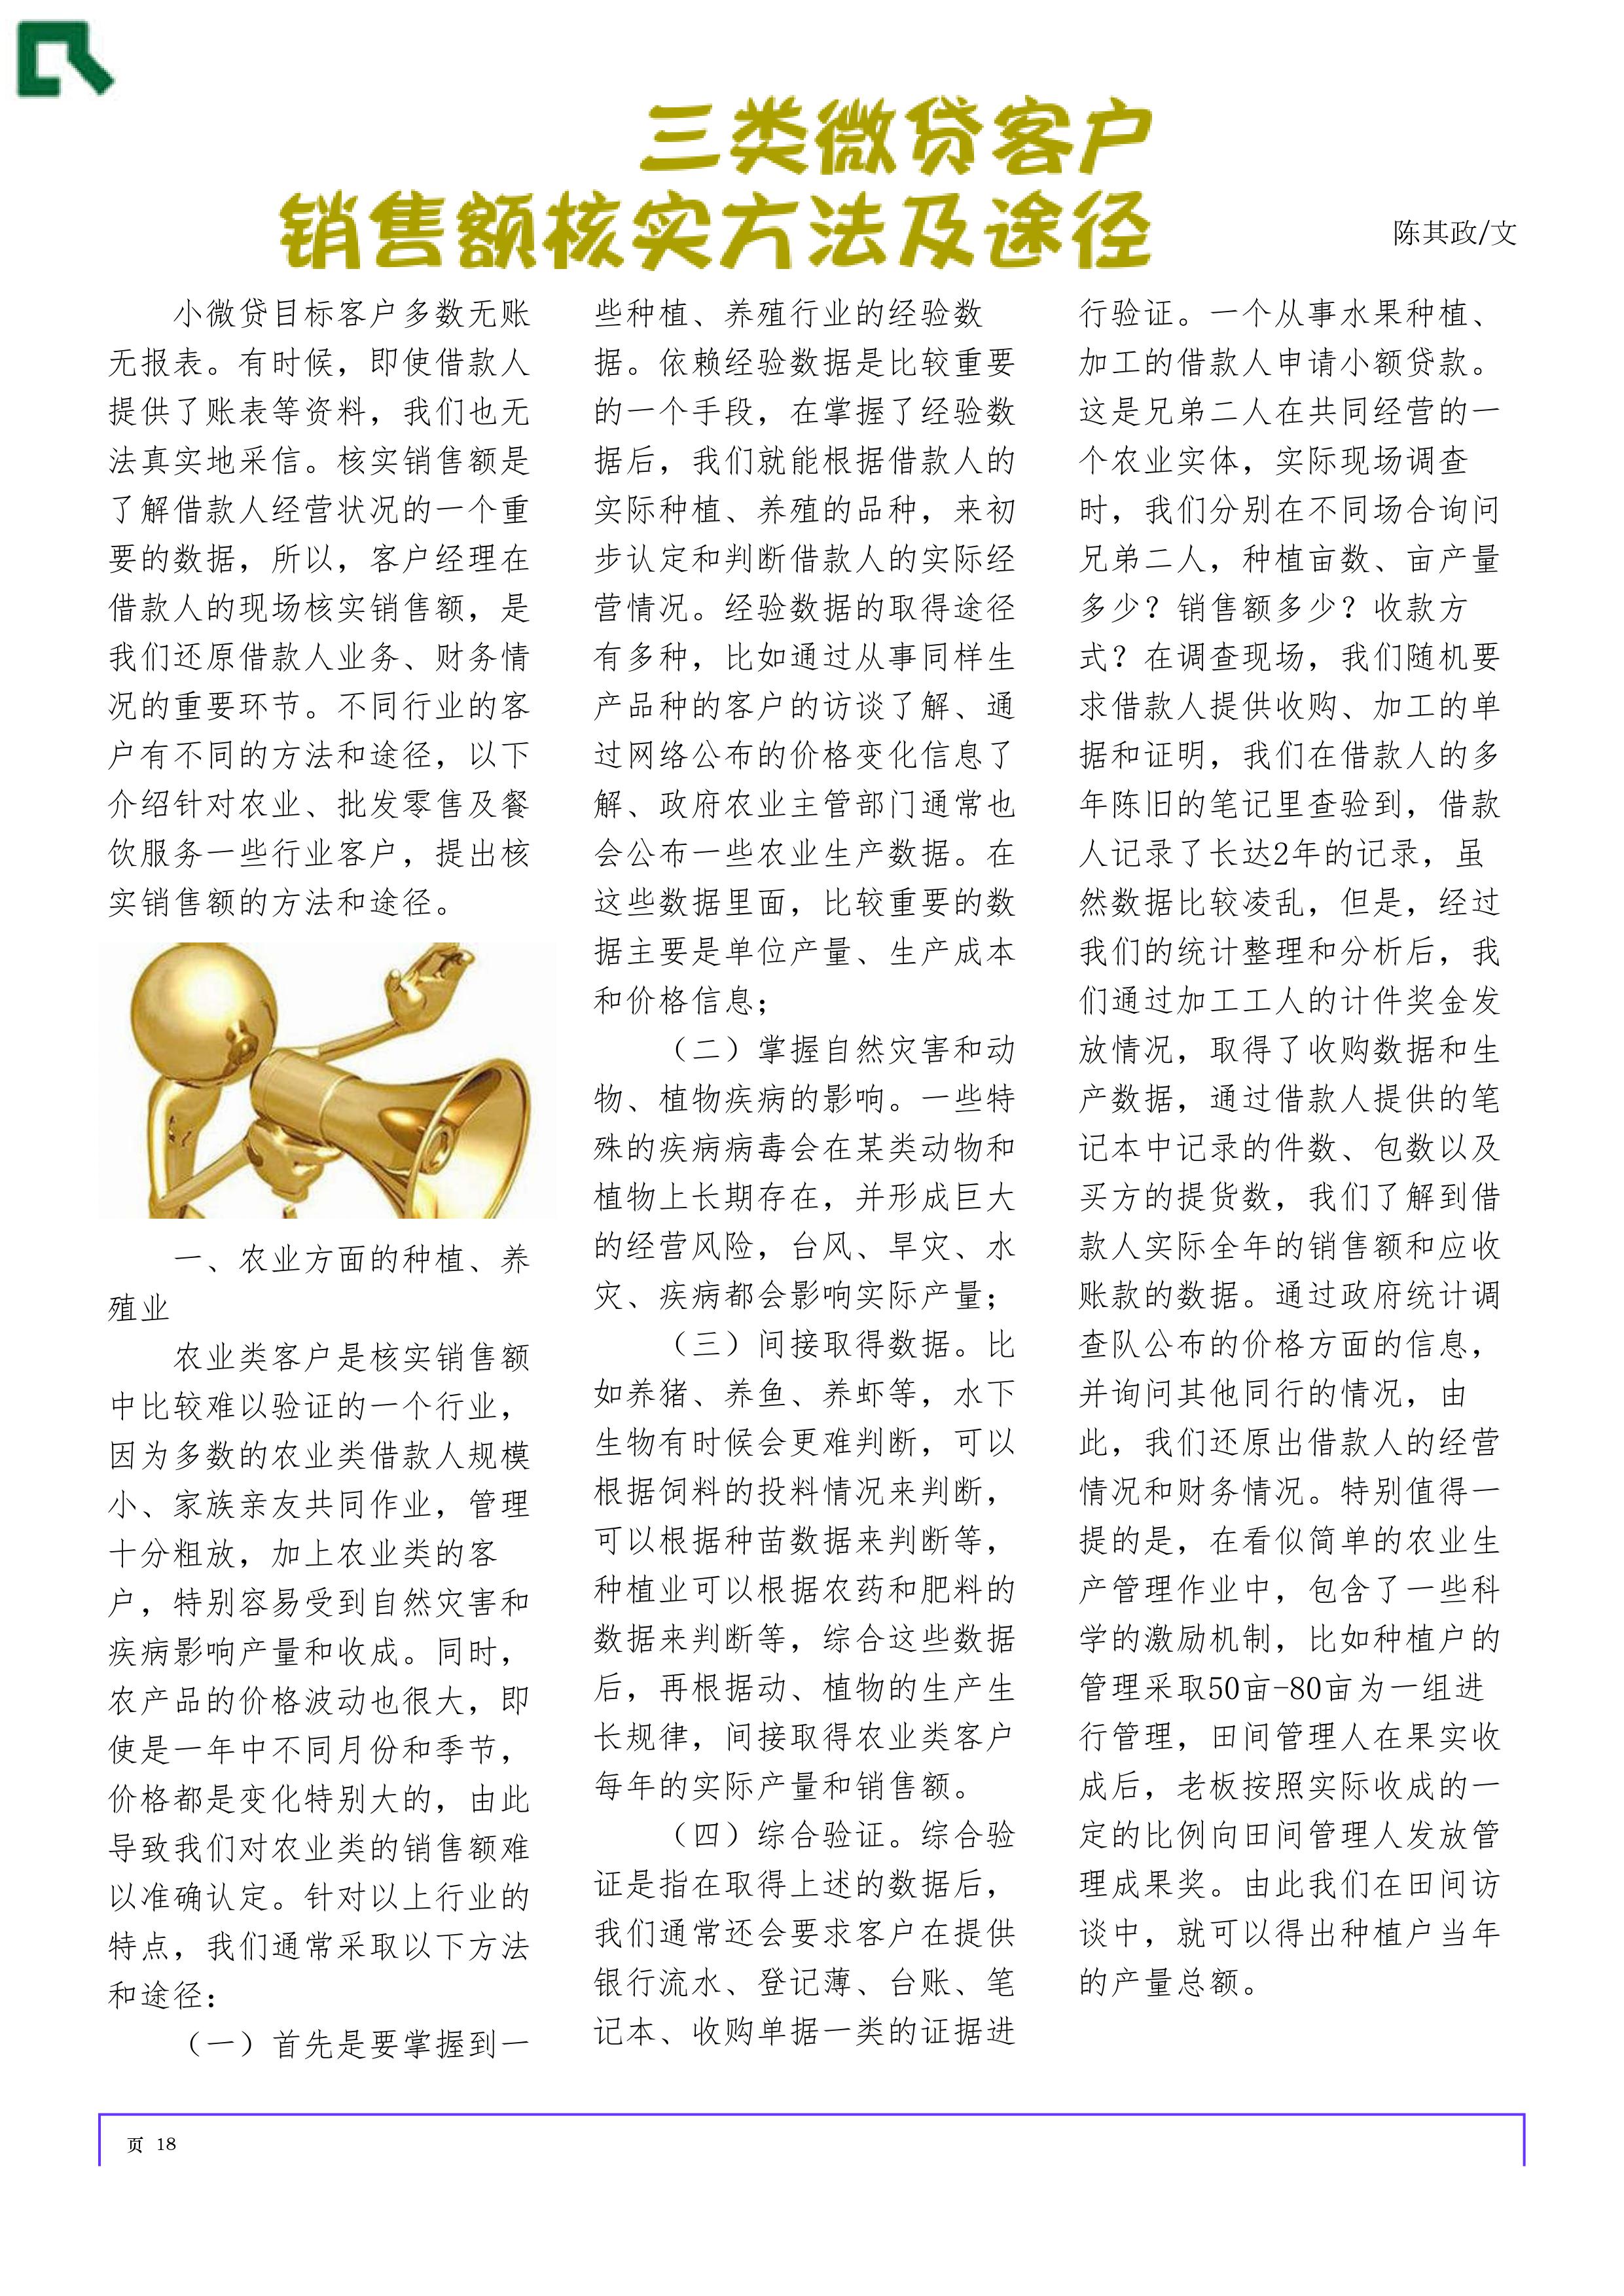 三类微贷客户
销售额核实方法及途径
陈其政/文
小微贷目标客户多数无账
无报表。有时候，即使借款人
提供了账表等资料，我们也无
法真实地采信。核实销售额是
了解借款人经营状况的一个重
要的数据，所以，客户经理在
借款人的现场核实销售额，是
我们还原借款人业务、财务情
况的重要环节。不同行业的客
户有不同的方法和途径，以下
介绍针对农业、批发零售及餐
饮服务一些行业客户，提出核
实销售额的方法和途径。
一、农业方面的种植、养
殖业
农业类客户是核实销售额
中比较难以验证的一个行业，
因为多数的农业类借款人规模
小、家族亲友共同作业，管理
十分粗放，加上农业类的客
户，特别容易受到自然灾害和
疾病影响产量和收成。同时，
农产品的价格波动也很大，即
使是一年中不同月份和季节，
价格都是变化特别大的，由此
导致我们对农业类的销售额难
以准确认定。针对以上行业的
特点，我们通常采取以下方法
和途径：
（一）首先是要掌握到一
些种植、养殖行业的经验数
据。依赖经验数据是比较重要
的一个手段，在掌握了经验数
据后，我们就能根据借款人的
实际种植、养殖的品种，来初
步认定和判断借款人的实际经
营情况。经验数据的取得途径
有多种，比如通过从事同样生
产品种的客户的访谈了解、通
过网络公布的价格变化信息了
解、政府农业主管部门通常也
会公布一些农业生产数据。在
这些数据里面，比较重要的数
据主要是单位产量、生产成本
和价格信息；
（二）掌握自然灾害和动
物、植物疾病的影响。一些特
殊的疾病病毒会在某类动物和
植物上长期存在，并形成巨大
的经营风险，台风、旱灾、水
灾、疾病都会影响实际产量；
（三）间接取得数据。比
如养猪、养鱼、养虾等，水下
生物有时候会更难判断，可以
根据饲料的投料情况来判断，
可以根据种苗数据来判断等，
种植业可以根据农药和肥料的
数据来判断等，综合这些数据
后，再根据动、植物的生产生
长规律，间接取得农业类客户
每年的实际产量和销售额。
（四）综合验证。综合验
证是指在取得上述的数据后，
我们通常还会要求客户在提供
银行流水、登记薄、台账、笔
记本、收购单据一类的证据进
行验证。一个从事水果种植、
加工的借款人申请小额贷款。
这是兄弟二人在共同经营的一
个农业实体，实际现场调查
时，我们分别在不同场合询问
兄弟二人，种植亩数、亩产量
多少？销售额多少？收款方
式？在调查现场，我们随机要
求借款人提供收购、加工的单
据和证明，我们在借款人的多
年陈旧的笔记里查验到，借款
人记录了长达2年的记录，虽
然数据比较凌乱，但是，经过
我们的统计整理和分析后，我
们通过加工工人的计件奖金发
放情况，取得了收购数据和生
产数据，通过借款人提供的笔
记本中记录的件数、包数以及
买方的提货数，我们了解到借
款人实际全年的销售额和应收
账款的数据。通过政府统计调
查队公布的价格方面的信息，
并询问其他同行的情况，由
此，我们还原出借款人的经营
情况和财务情况。特别值得一
提的是，在看似简单的农业生
产管理作业中，包含了一些科
学的激励机制，比如种植户的
管理采取50亩-80亩为一组进
行管理，田间管理人在果实收
成后，老板按照实际收成的一
定的比例向田间管理人发放管
理成果奖。由此我们在田间访
谈中，就可以得出种植户当年
的产量总额。
页 18